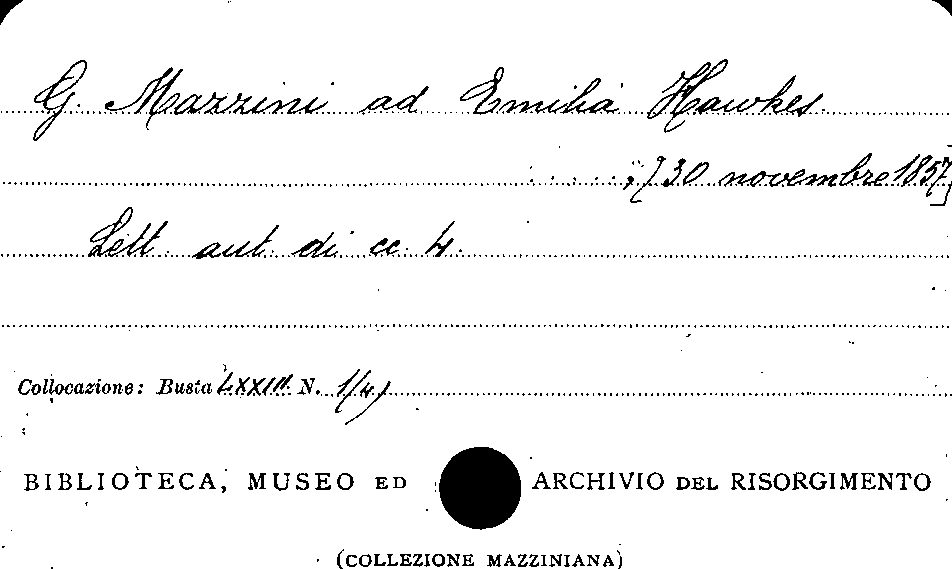 G. Mazzini ad Emilia Hawkes.
; [30 novembre 1857]
Lett. aut. di cc. 4.
Collocazione: Busta LXXIII N. 1(4)
BIBLIOTECA, MUSEO ED ARCHIVIO DEL RISORGIMENTO
(COLLEZIONE MAZZINIANA)